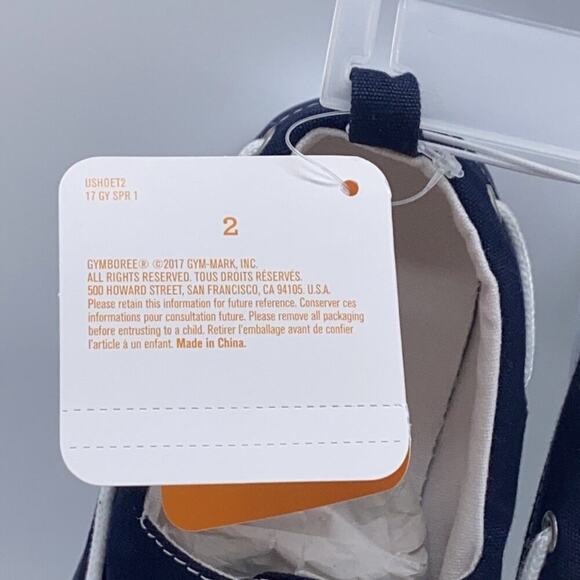 USHOET2
17 GY SPR 1
2
GYMBOREE® ©2017 GYM-MARK, INC.
ALL RIGHTS RESERVED. TOUS DROITS RÉSERVÉS.
500 HOWARD STREET, SAN FRANCISCO, CA 94105. U.S.A.
Please retain this information for future reference. Conserver ces
informations pour consultation future. Please remove all packaging
before entrusting to a child. Retirer l'emballage avant de confier
l'article à un enfant. Made in China.